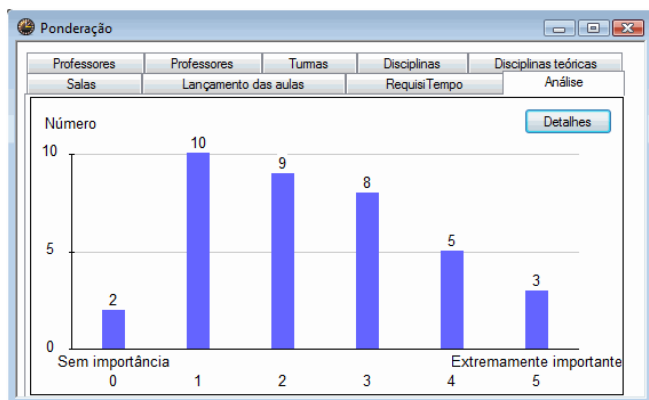 Ponderação
Professores Professores Turmas Disciplinas Disciplinas teóricas
Salas Lançamento das aulas RequisiTempo Análise
Número Detalhes
10 10
9
8
5 5
3
2
0
Sem importância Extremamente importante
0 1 2 3 4 5